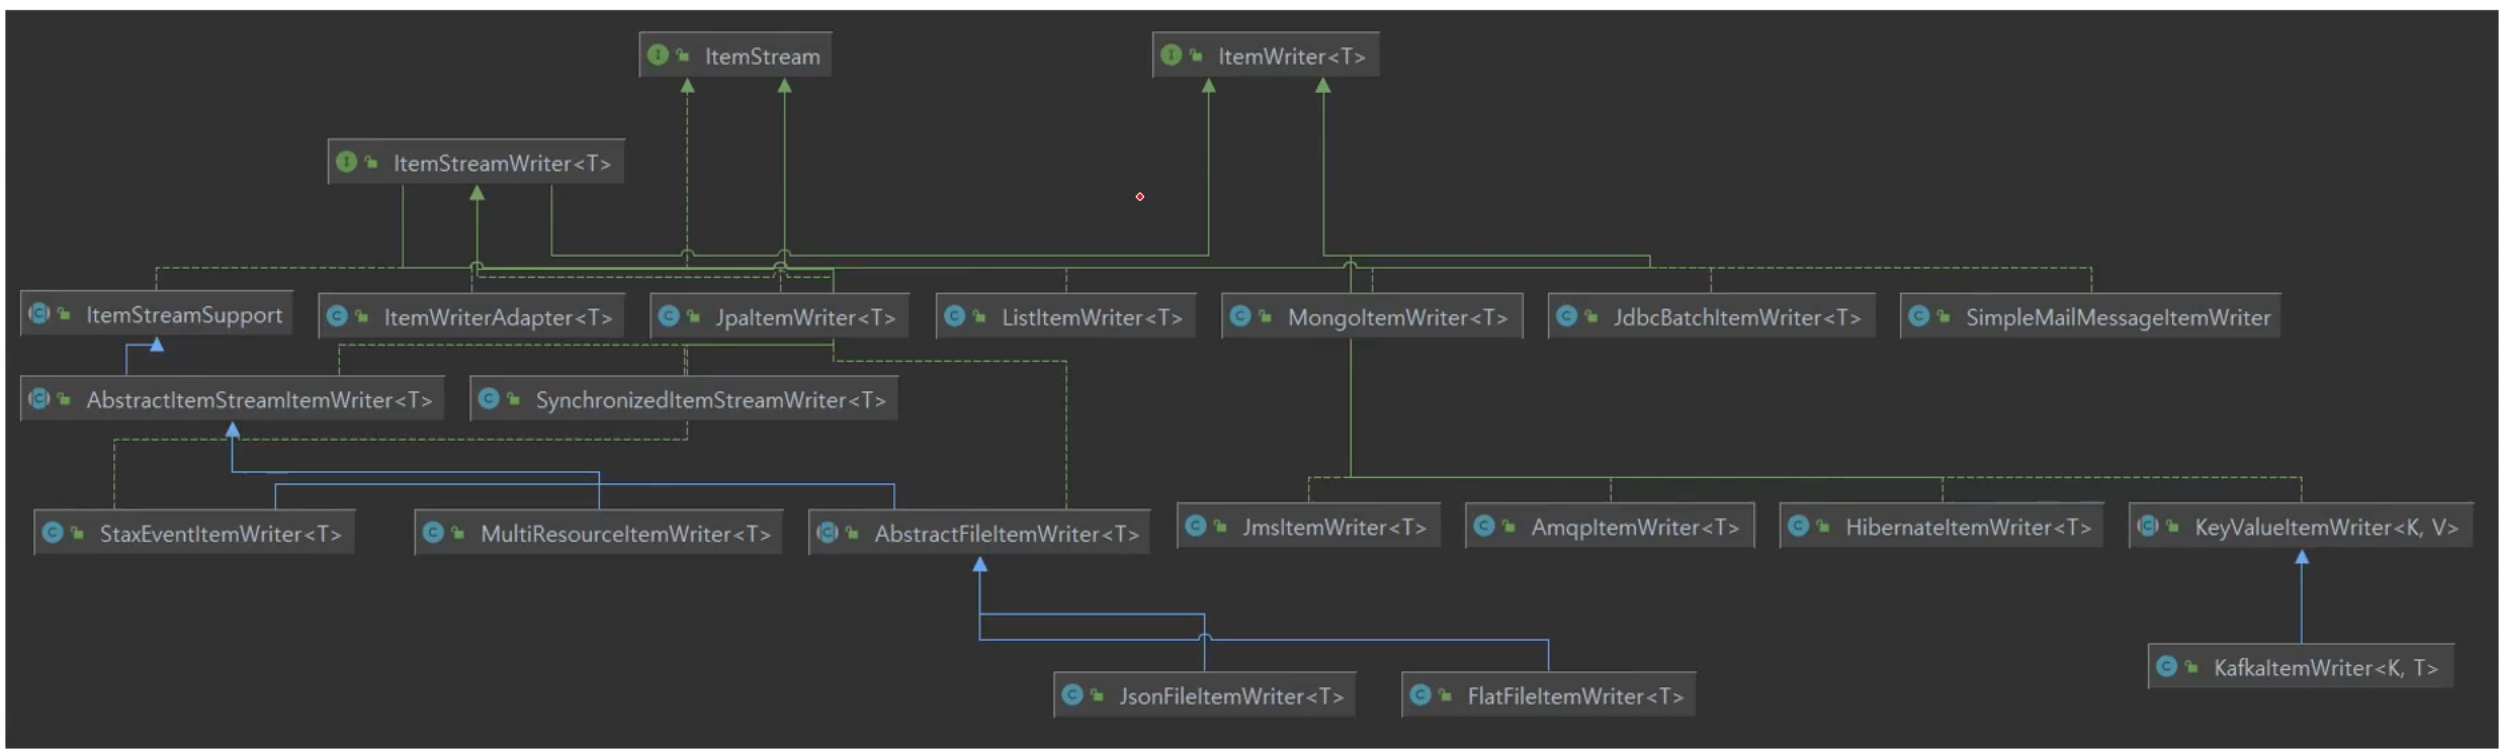 ItemStream
ItemWriter<T>
ItemStreamWriter<T>
ItemStreamSupport
ItemWriterAdapter<T>
JpaItemWriter<T>
ListItemWriter<T>
MongoItemWriter<T>
JdbcBatchItemWriter<T>
SimpleMailMessageItemWriter
AbstractItemStreamItemWriter<T>
SynchronizedItemStreamWriter<T>
StaxEventItemWriter<T>
MultiResourceItemWriter<T>
AbstractFileItemWriter<T>
JmsItemWriter<T>
AmqpItemWriter<T>
HibernateItemWriter<T>
KeyValueItemWriter<K, V>
KafkaItemWriter<K, T>
JsonFileItemWriter<T>
FlatFileItemWriter<T>